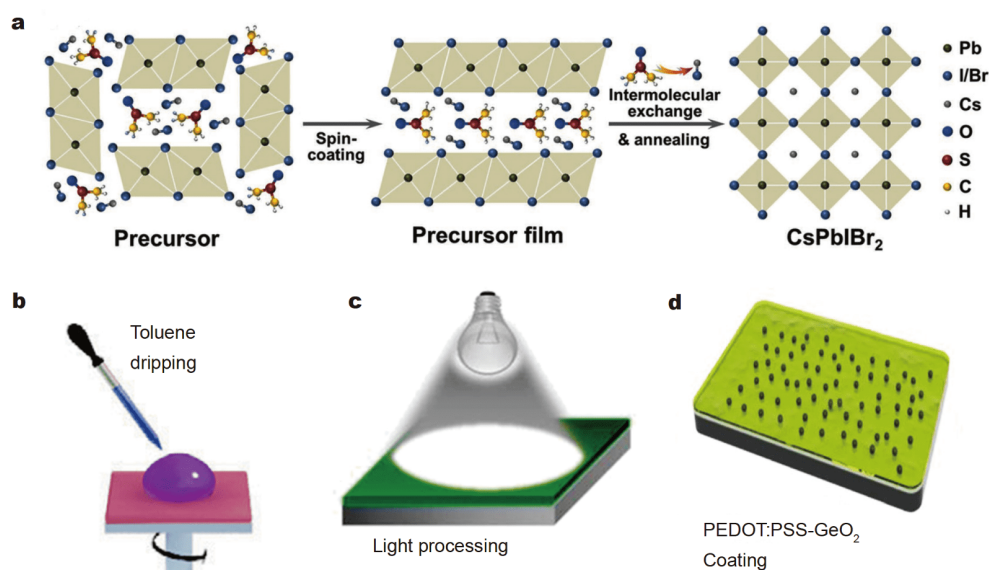 a
Spin-
coating
Intermolecular
exchange
& annealing
Precursor
Precursor film
CsPbIBr₂
Pb
I/Br
Cs
O
S
C
H
b
Toluene
dripping
c
Light processing
d
PEDOT:PSS-GeO₂
Coating